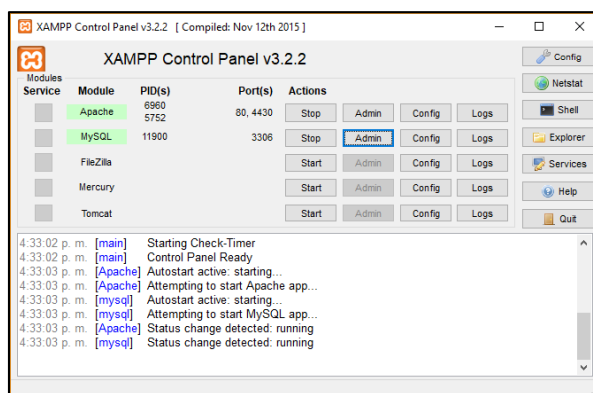 XAMPP Control Panel v3.2.2 [ Compiled: Nov 12th 2015 ]
XAMPP Control Panel v3.2.2
Config
Modules
Service Module PID(s) Port(s) Actions
Netstat
Apache 6960 5752 80, 4430 Stop Admin Config Logs
Shell
MySQL 11900 3306 Stop Admin Config Logs
Explorer
FileZilla Start Admin Config Logs
Services
Mercury Start Admin Config Logs
Help
Tomcat Start Admin Config Logs
Quit
4:33:02 p. m. [main] Starting Check-Timer
4:33:02 p. m. [main] Control Panel Ready
4:33:03 p. m. [Apache] Autostart active: starting...
4:33:03 p. m. [Apache] Attempting to start Apache app...
4:33:03 p. m. [mysql] Autostart active: starting...
4:33:03 p. m. [mysql] Attempting to start MySQL app...
4:33:03 p. m. [Apache] Status change detected: running
4:33:03 p. m. [mysql] Status change detected: running